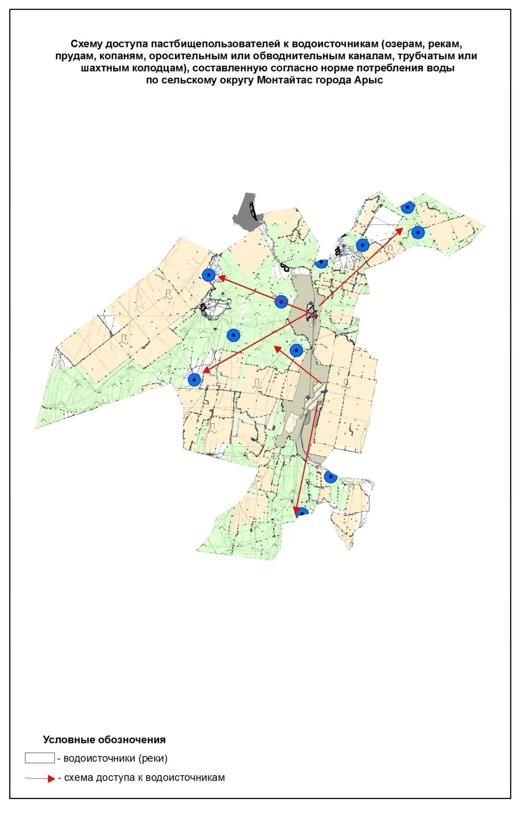 Схему доступа пастбищепользователей к водоисточникам (озерам, рекам,
прудам, копаням, оросительным или обводнительным каналам, трубчатым или
шахтным колодцам), составленную согласно норме потребления воды
по сельскому округу Монтайтас города Арыс
Условные обозначения
- водоисточники (реки)
- схема доступа к водоисточникам